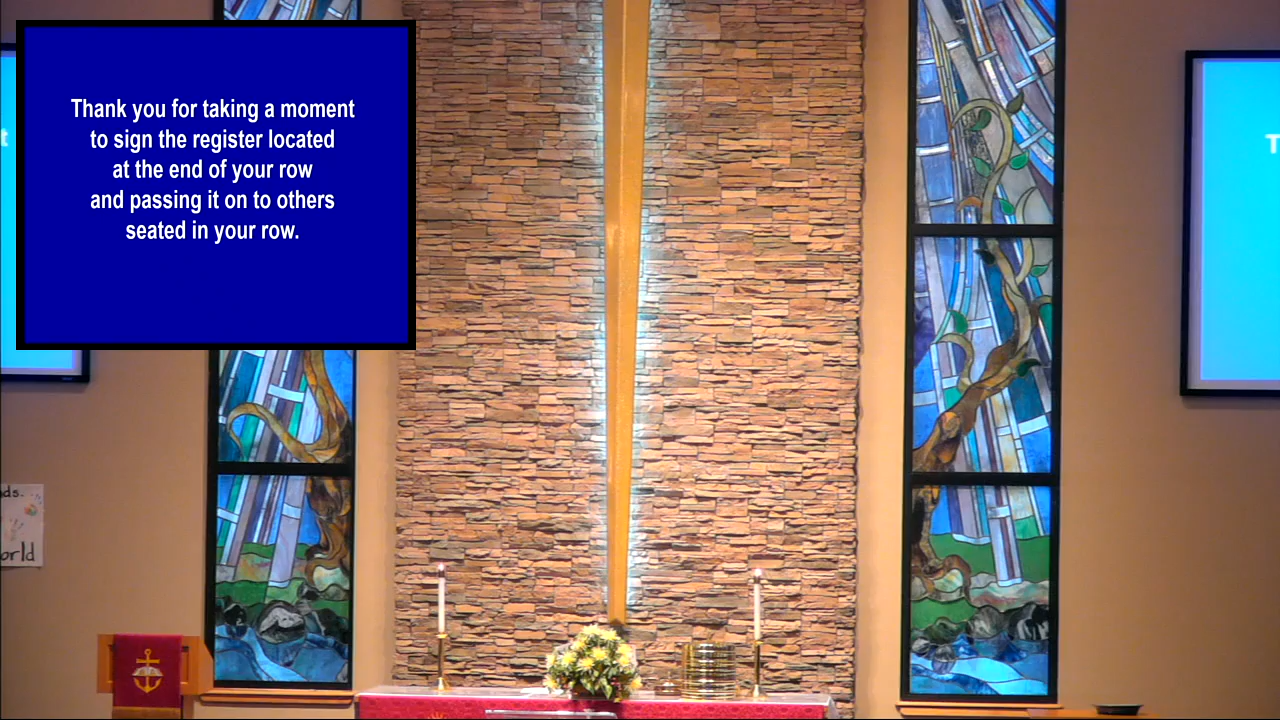 Thank you for taking a moment
to sign the register located
at the end of your row
and passing it on to others
seated in your row.
t
T
ds.
orld